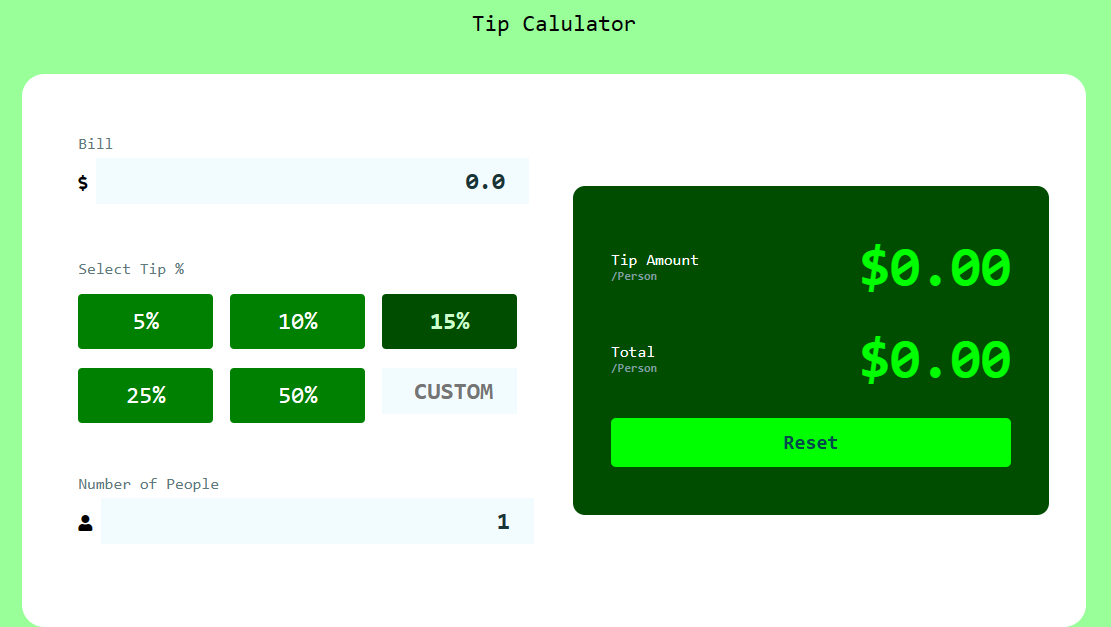 Tip Calulator
Bill
$ 0.0
Select Tip %
5% 10% 15%
25% 50% CUSTOM
Number of People
1
Tip Amount
/Person
$0.00
Total
/Person
$0.00
Reset